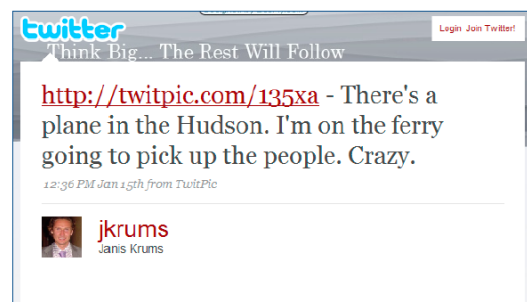 twitter
Login Join Twitter!
Think Big... The Rest Will Follow
http://twitpic.com/135xa - There's a
plane in the Hudson. I'm on the ferry
going to pick up the people. Crazy.
12:36 PM Jan 15th from TwitPic
jkrums
Janis Krums